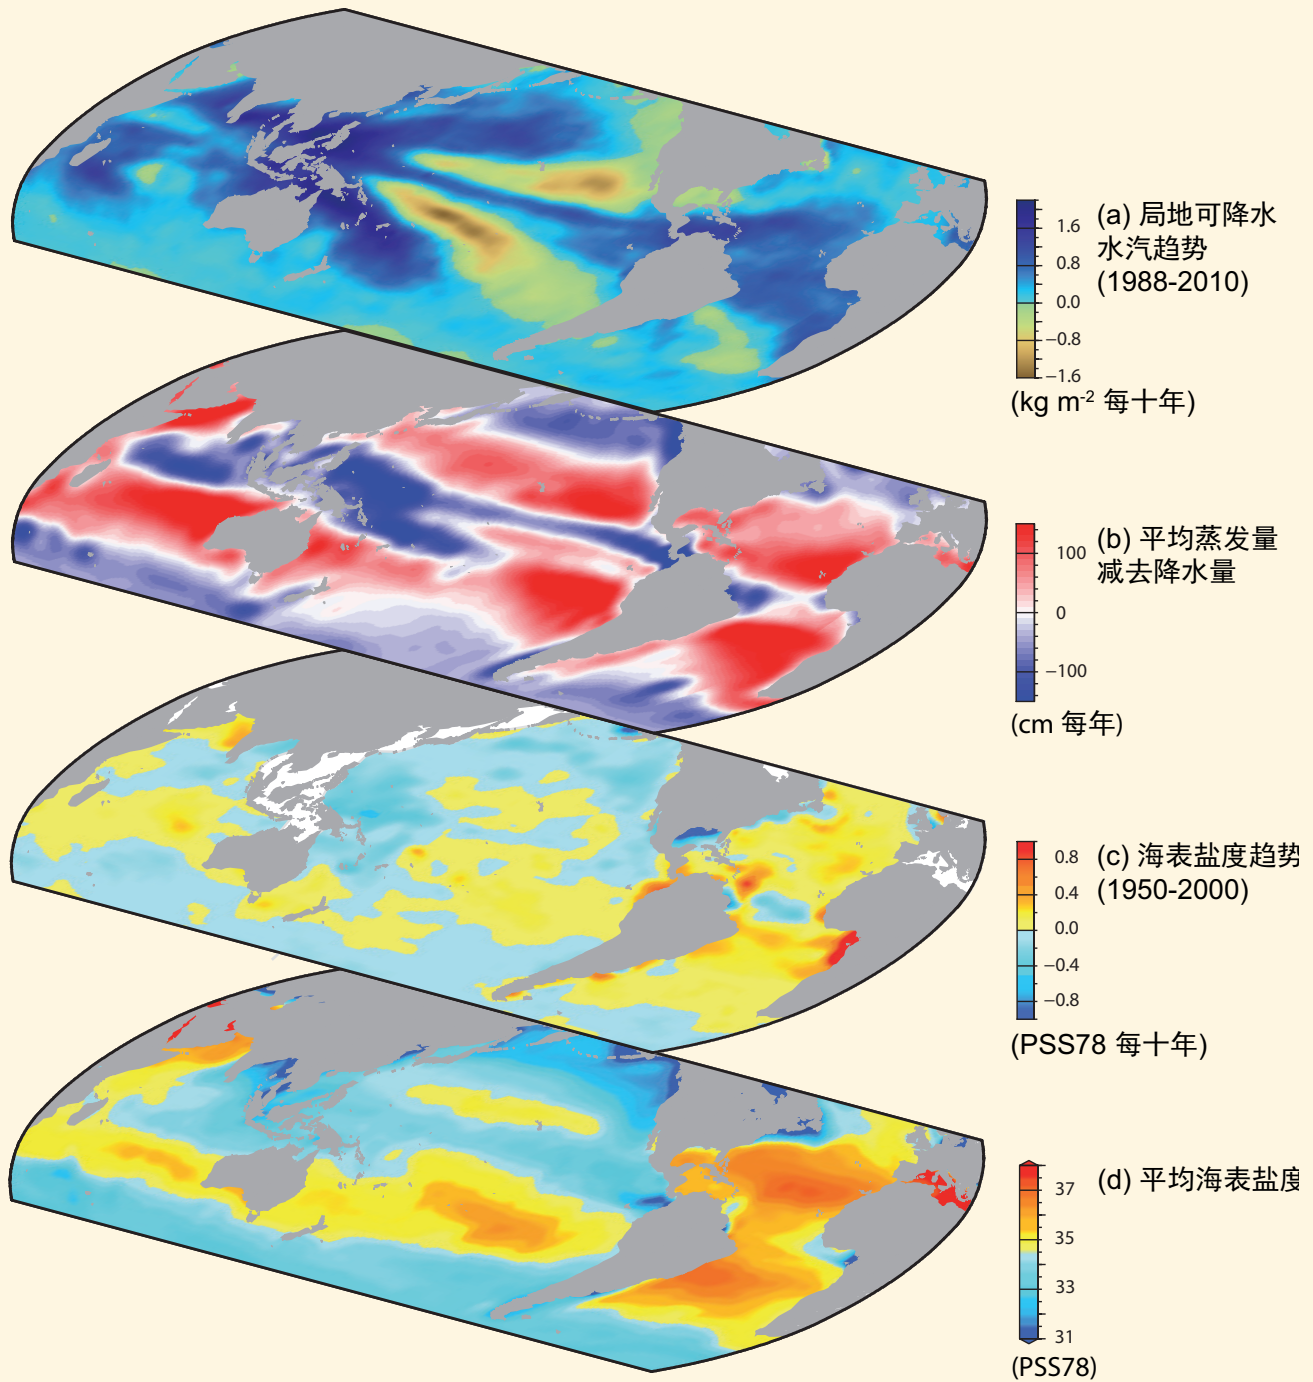 1.6
0.8
0.0
−0.8
−1.6
(a) 局地可降水
水汽趋势
(1988-2010)
(kg m-2 每十年)
100
0
−100
(b) 平均蒸发量
减去降水量
(cm 每年)
0.8
0.4
0.0
−0.4
−0.8
(c) 海表盐度趋势
(1950-2000)
(PSS78 每十年)
37
35
33
31
(d) 平均海表盐度
(PSS78)